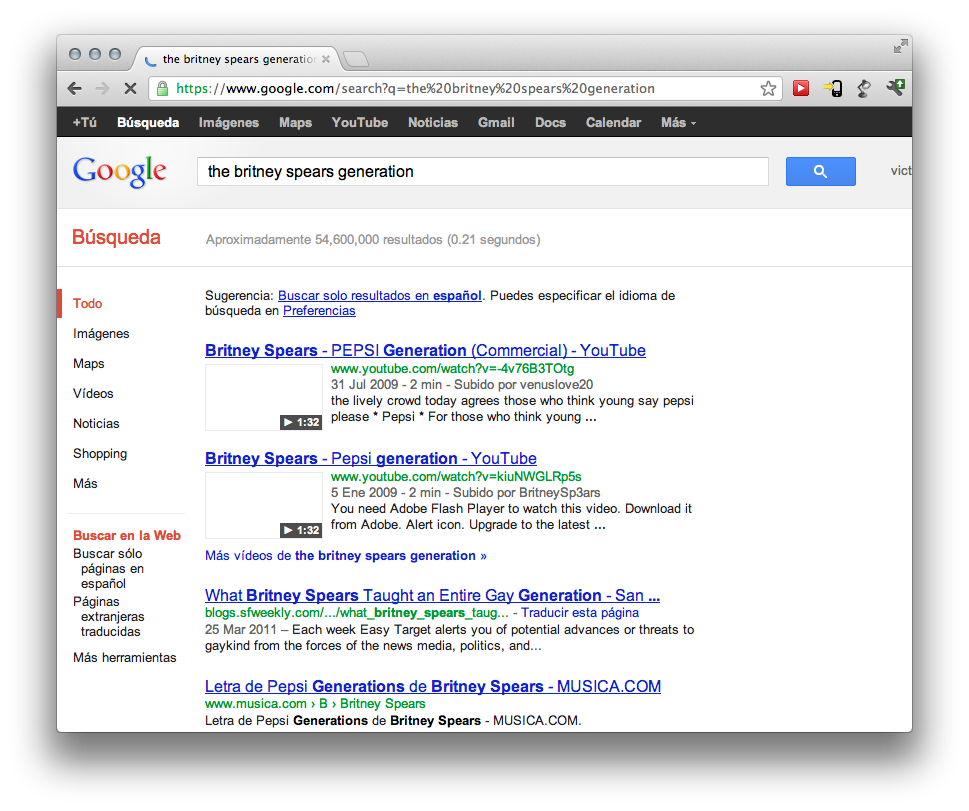 the britney spears generatio
https://www.google.com/search?q=the%20britney%20spears%20generation
+Tú Búsqueda Imágenes Maps YouTube Noticias Gmail Docs Calendar Más
Google the britney spears generation vict
Búsqueda Aproximadamente 54,600,000 resultados (0.21 segundos)
Todo
Imágenes
Maps
Vídeos
Noticias
Shopping
Más
Buscar en la Web
Buscar sólo
páginas en
español
Páginas
extranjeras
traducidas
Más herramientas
Sugerencia: Buscar solo resultados en español. Puedes especificar el idioma de
búsqueda en Preferencias
Britney Spears - PEPSI Generation (Commercial) - YouTube
www.youtube.com/watch?v=-4v76B3TOtg
31 Jul 2009 - 2 min - Subido por venuslove20
the lively crowd today agrees those who think young say pepsi
please * Pepsi * For those who think young ...
1:32
Britney Spears - Pepsi generation - YouTube
www.youtube.com/watch?v=kiuNWGLRp5s
5 Ene 2009 - 2 min - Subido por BritneySp3ars
You need Adobe Flash Player to watch this video. Download it
from Adobe. Alert icon. Upgrade to the latest ...
1:32
Más vídeos de the britney spears generation »
What Britney Spears Taught an Entire Gay Generation - San ...
blogs.sfweekly.com/.../what_britney_spears_taug... - Traducir esta página
25 Mar 2011 – Each week Easy Target alerts you of potential advances or threats to
gaykind from the forces of the news media, politics, and...
Letra de Pepsi Generations de Britney Spears - MUSICA.COM
www.musica.com › B › Britney Spears
Letra de Pepsi Generations de Britney Spears - MUSICA.COM.